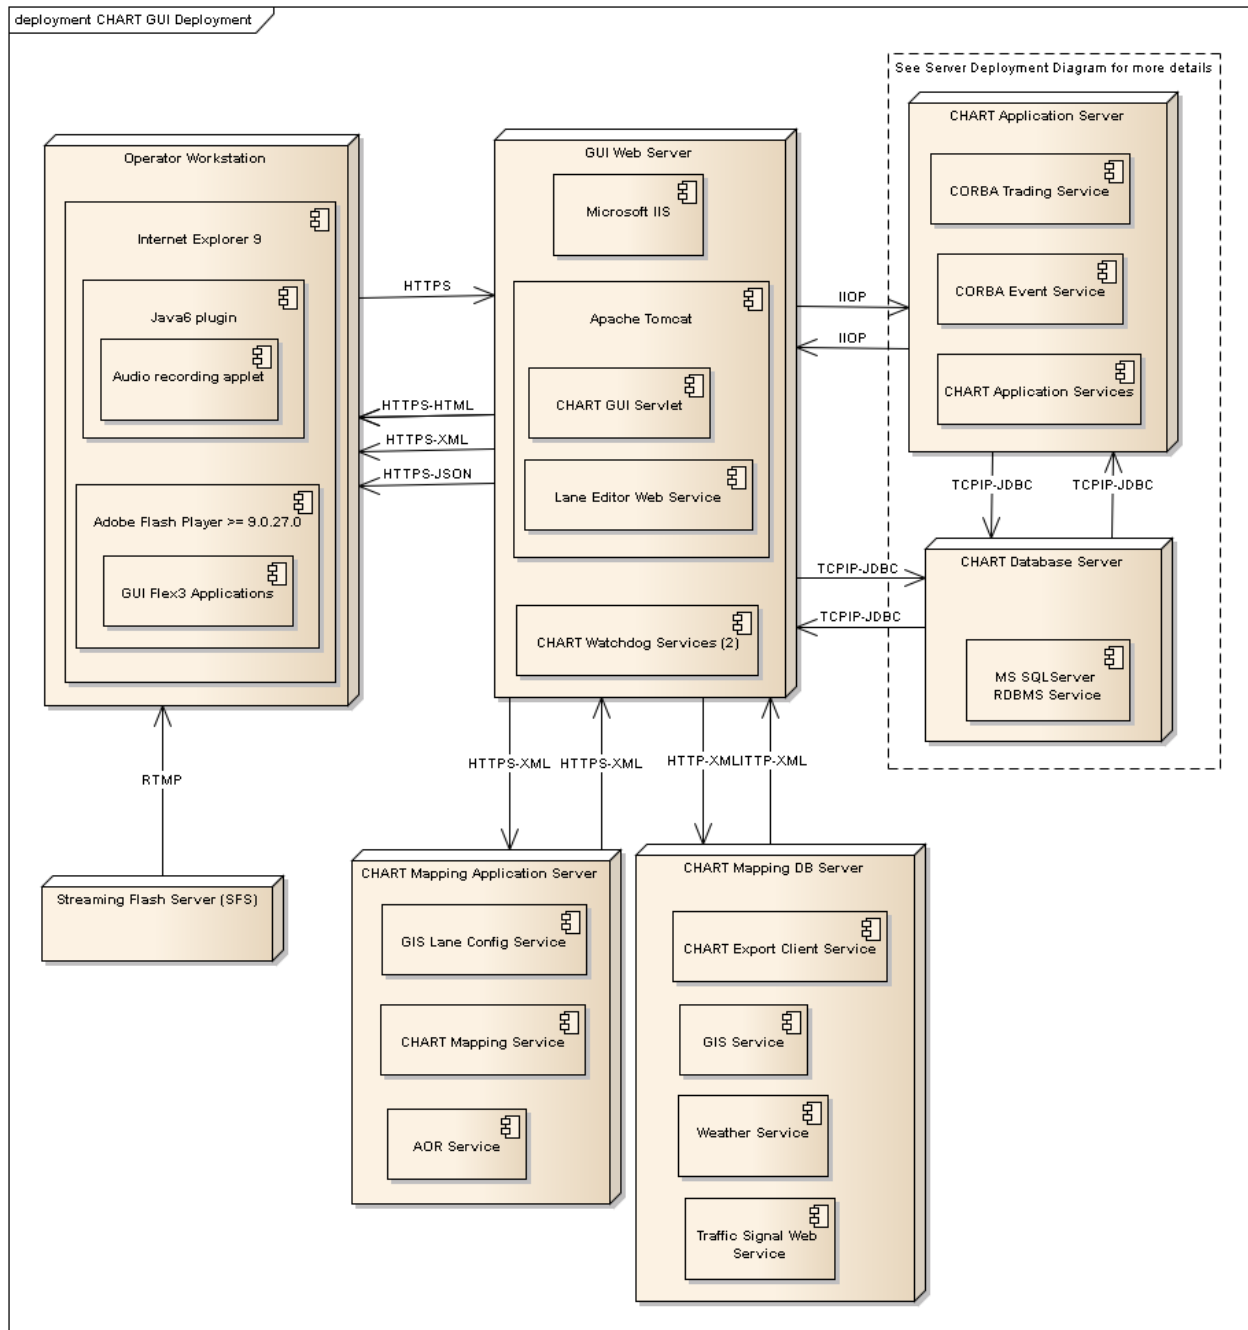 deployment CHART GUI Deployment
See Server Deployment Diagram for more details
CHART Application Server
CORBA Trading Service
CORBA Event Service
CHART Application Services
Operator Workstation
Internet Explorer 9
Java6 plugin
Audio recording applet
Adobe Flash Player >= 9.0.27.0
GUI Flex3 Applications
GUI Web Server
Microsoft IIS
Apache Tomcat
CHART GUI Servlet
Lane Editor Web Service
CHART Watchdog Services (2)
HTTPS
HTTPS-HTML
HTTPS-XML
HTTPS-JSON
IIOP
IIOP
TCPIP-JDBC
TCPIP-JDBC
TCPIP-JDBC
TCPIP-JDBC
CHART Database Server
MS SQLServer
RDBMS Service
RTMP
HTTPS-XML
HTTPS-XML
HTTP-XML
ITTP-XML
Streaming Flash Server (SFS)
CHART Mapping Application Server
GIS Lane Config Service
CHART Mapping Service
AOR Service
CHART Mapping DB Server
CHART Export Client Service
GIS Service
Weather Service
Traffic Signal Web
Service